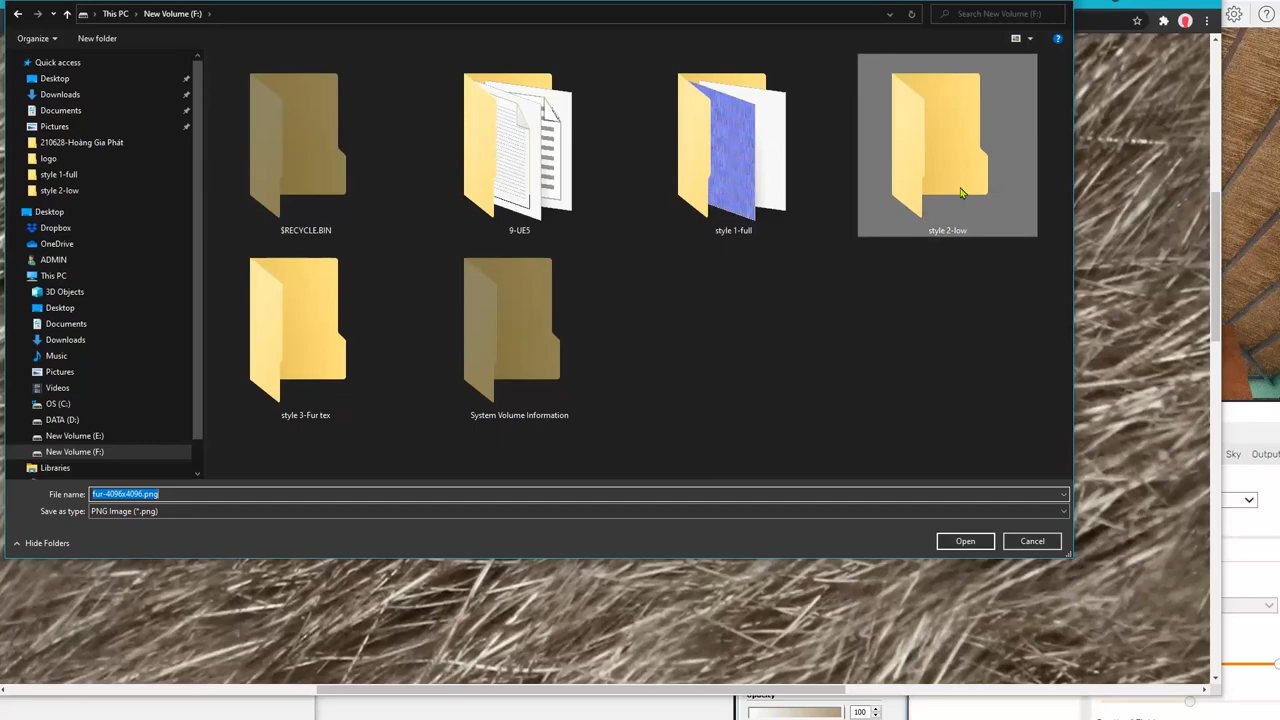 This PC > New Volume (F:) >
Search New Volume (F:)
Organize
New folder
Quick access
Desktop
Downloads
Documents
Pictures
210628-Hoàng Gia Phát
logo
style 1-full
style 2-low
Desktop
Dropbox
OneDrive
ADMIN
This PC
3D Objects
Desktop
Documents
Downloads
Music
Pictures
Videos
OS (C:)
DATA (D:)
New Volume (E:)
New Volume (F:)
Libraries
$RECYCLE.BIN
9-UE5
style 1-full
style 2-low
style 3-Fur tex
System Volume Information
File name: fur-4096x4096.png
Save as type: PNG Image (*.png)
Hide Folders
Open
Cancel
Sky
Output
Opacity
100